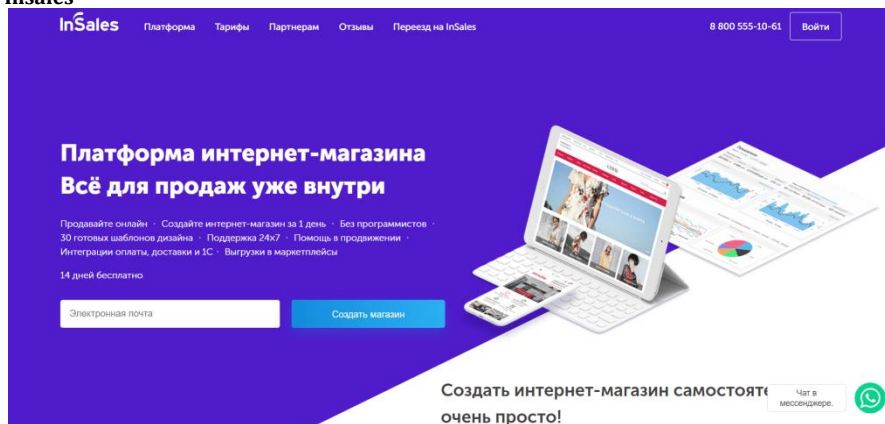 InSales
Платформа
Тарифы
Партнерам
Отзывы
Переезд на InSales
8 800 555-10-61
Войти
Платформа интернет-магазина
Всё для продаж уже внутри
Продавайте онлайн · Создайте интернет-магазин за 1 день · Без программистов ·
30 готовых шаблонов дизайна · Поддержка 24×7 · Помощь в продвижении ·
Интеграции оплаты, доставки и 1С · Выгрузки в маркетплейсы
14 дней бесплатно
Электронная почта
Создать магазин
Создать интернет-магазин самостояте
очень просто!
Чат в
мессенджере.